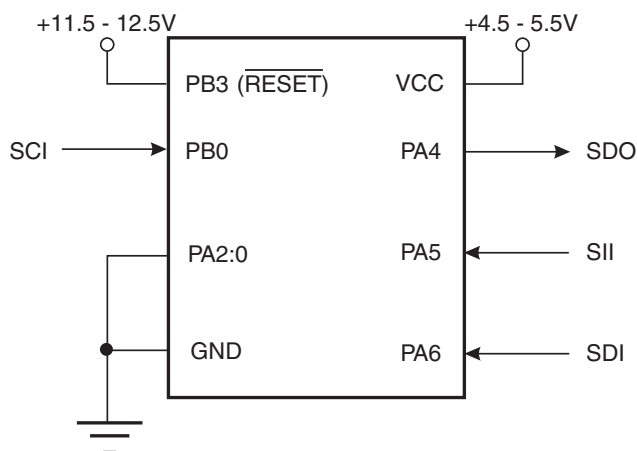 +11.5 - 12.5V
+4.5 - 5.5V
PB3 (RESET)
VCC
SCI
PB0
PA4
SDO
PA2:0
PA5
SII
GND
PA6
SDI